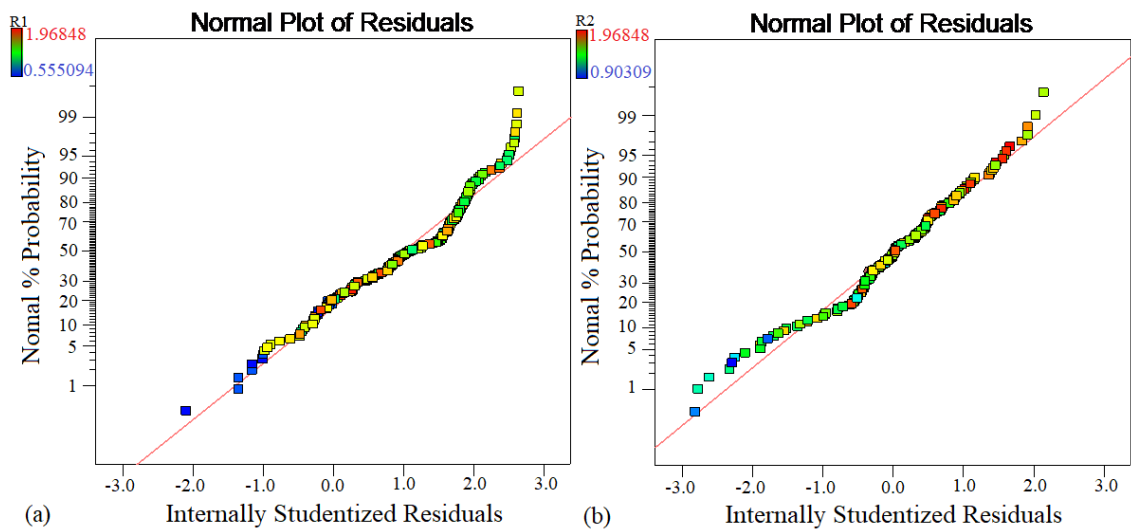 R1
1.96848
0.555094
Normal Plot of Residuals
Nomal % Probability
99
95
90
80
70
50
30
20
10
5
1
-3.0 -2.0 -1.0 0.0 1.0 2.0 3.0
(a) Internally Studentized Residuals
R2
1.96848
0.90309
Normal Plot of Residuals
Nomal % Probability
99
95
90
80
70
50
30
20
10
5
1
-3.0 -2.0 -1.0 0.0 1.0 2.0 3.0
(b) Internally Studentized Residuals